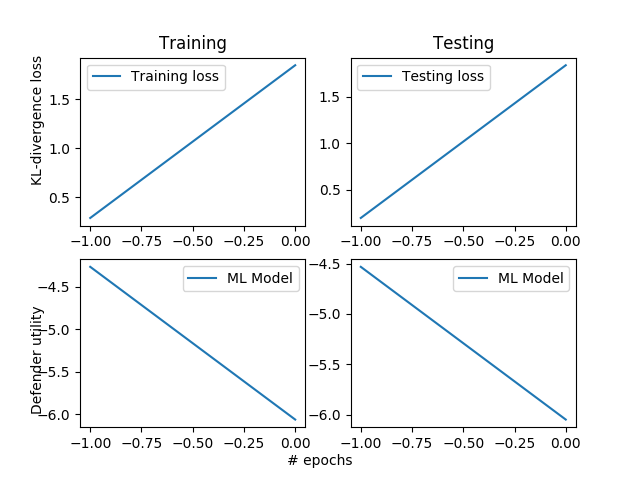 Training
Testing
KL-divergence loss
Training loss
Testing loss
1.5
1.0
0.5
1.5
1.0
0.5
−1.00 −0.75 −0.50 −0.25 0.00
−1.00 −0.75 −0.50 −0.25 0.00
Defender utility
ML Model
ML Model
−4.5
−5.0
−5.5
−6.0
−4.5
−5.0
−5.5
−6.0
−1.00 −0.75 −0.50 −0.25 0.00
−1.00 −0.75 −0.50 −0.25 0.00
# epochs